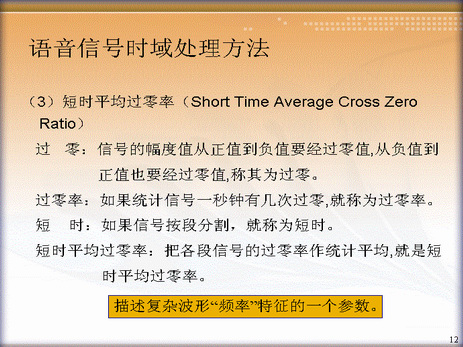 语音信号时域处理方法
（3）短时平均过零率（Short Time Average Cross Zero
Ratio）
过 零：信号的幅度值从正值到负值要经过零值,从负值到
正值也要经过零值,称其为过零。
过零率：如果统计信号一秒钟有几次过零,就称为过零率。
短 时：如果信号按段分割，就称为短时。
短时平均过零率：把各段信号的过零率作统计平均,就是短
时平均过零率。
描述复杂波形“频率”特征的一个参数。
12